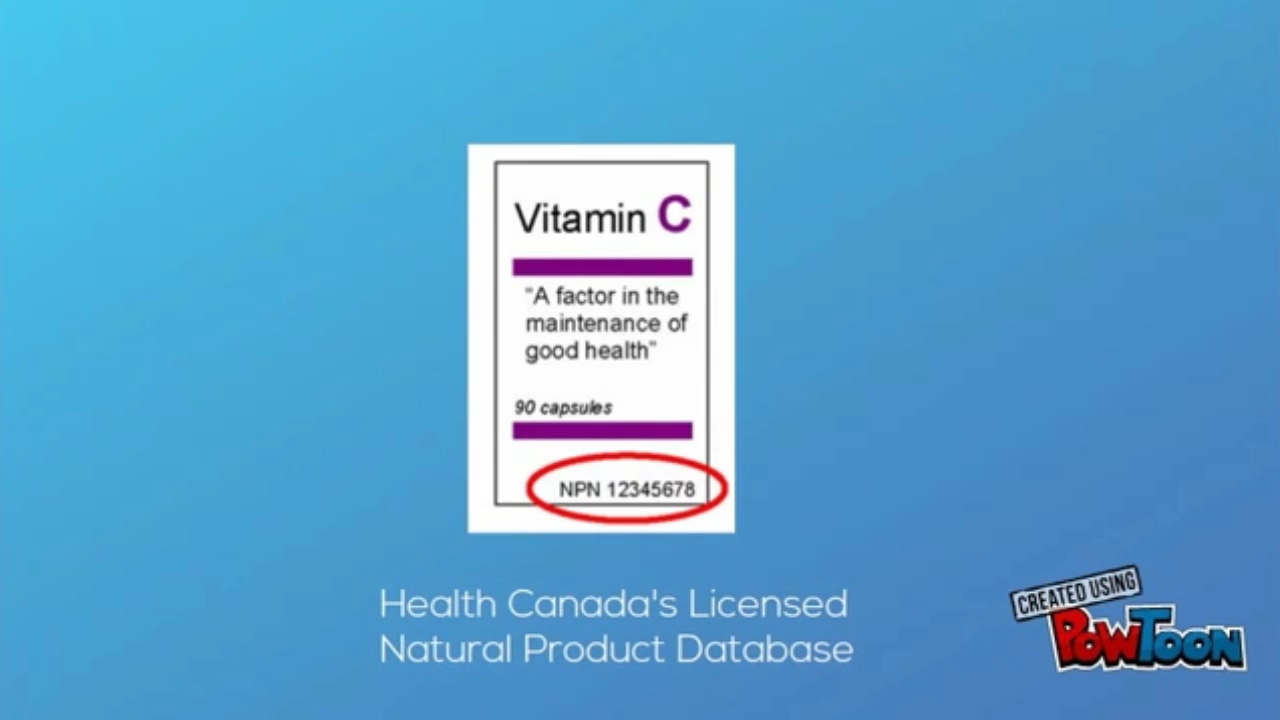 Vitamin C
“A factor in the
maintenance of
good health”
90 capsules
NPN 12345678
Health Canada's Licensed
Natural Product Database
CREATED USING
POWTOON